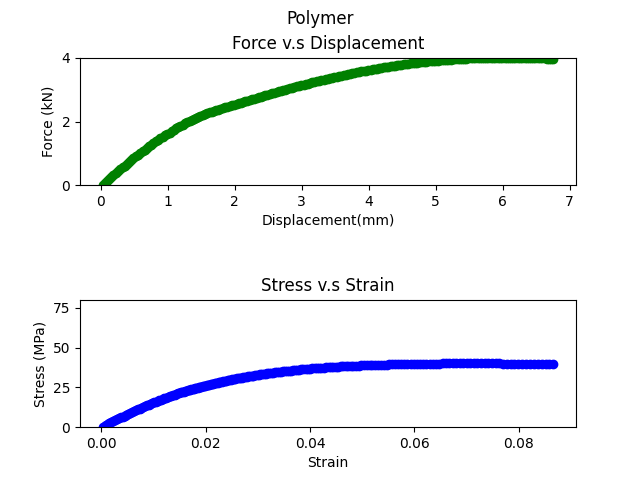 Polymer
Force v.s Displacement
4
2
0
Force (kN)
0 1 2 3 4 5 6 7
Displacement(mm)
Stress v.s Strain
75
50
25
0
Stress (MPa)
0.00 0.02 0.04 0.06 0.08
Strain